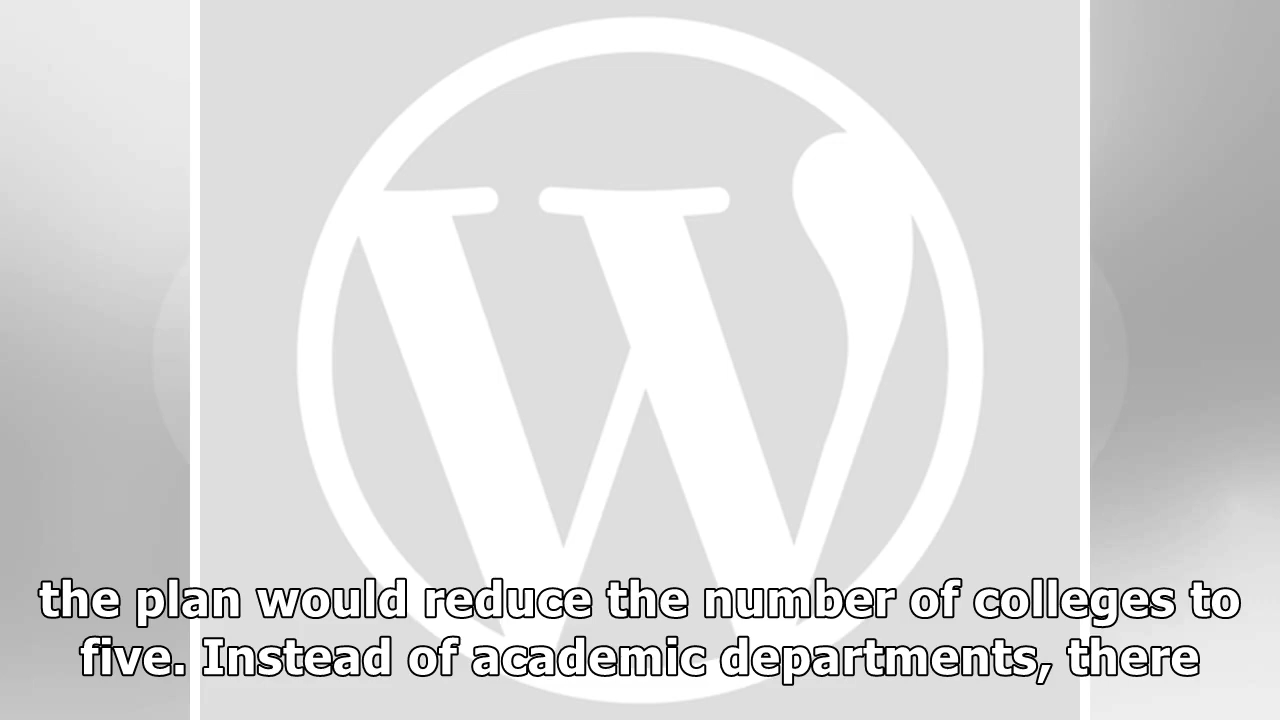 the plan would reduce the number of colleges to
five. Instead of academic departments, there